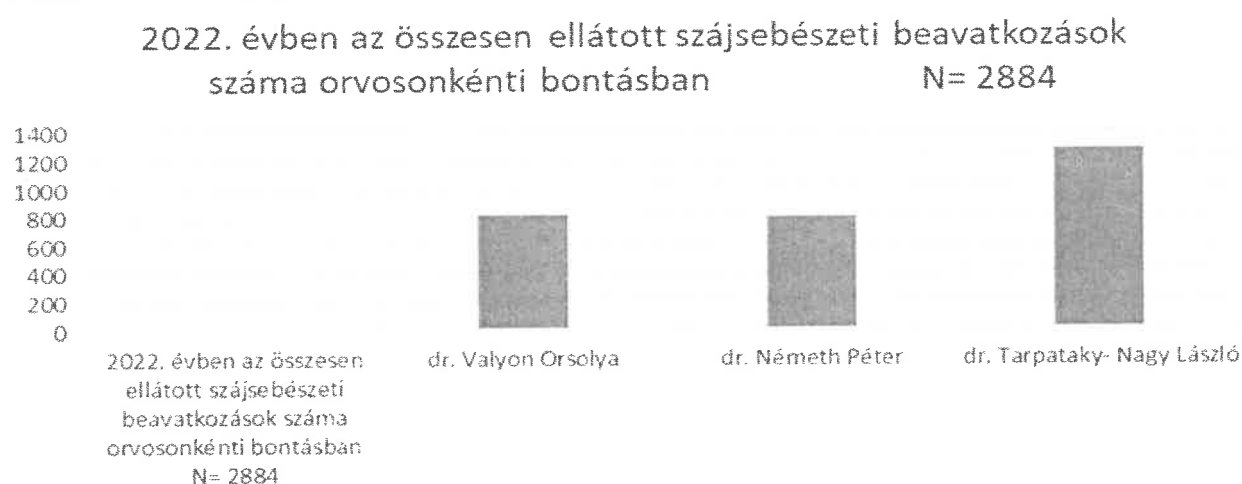 2022. évben az összesen ellátott szájsebészeti beavatkozások
száma orvosonkénti bontásban N= 2884
1400
1200
1000
800
600
400
200
0
2022. évben az összesen
ellátott szájsebészeti
beavatkozások száma
orvosonkénti bontásban
N= 2884
dr. Valyon Orsolya
dr. Németh Péter
dr. Tarpataky- Nagy László